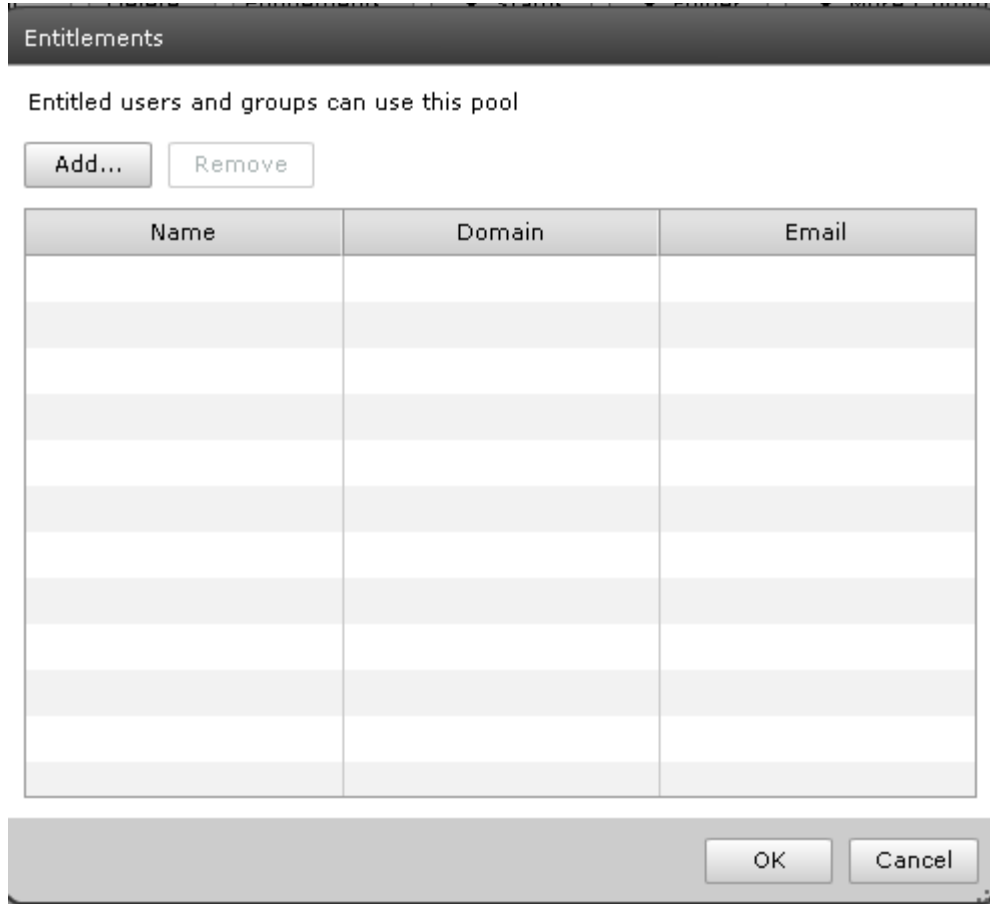 Entitlements
Entitled users and groups can use this pool
Add... Remove
Name Domain Email
OK Cancel